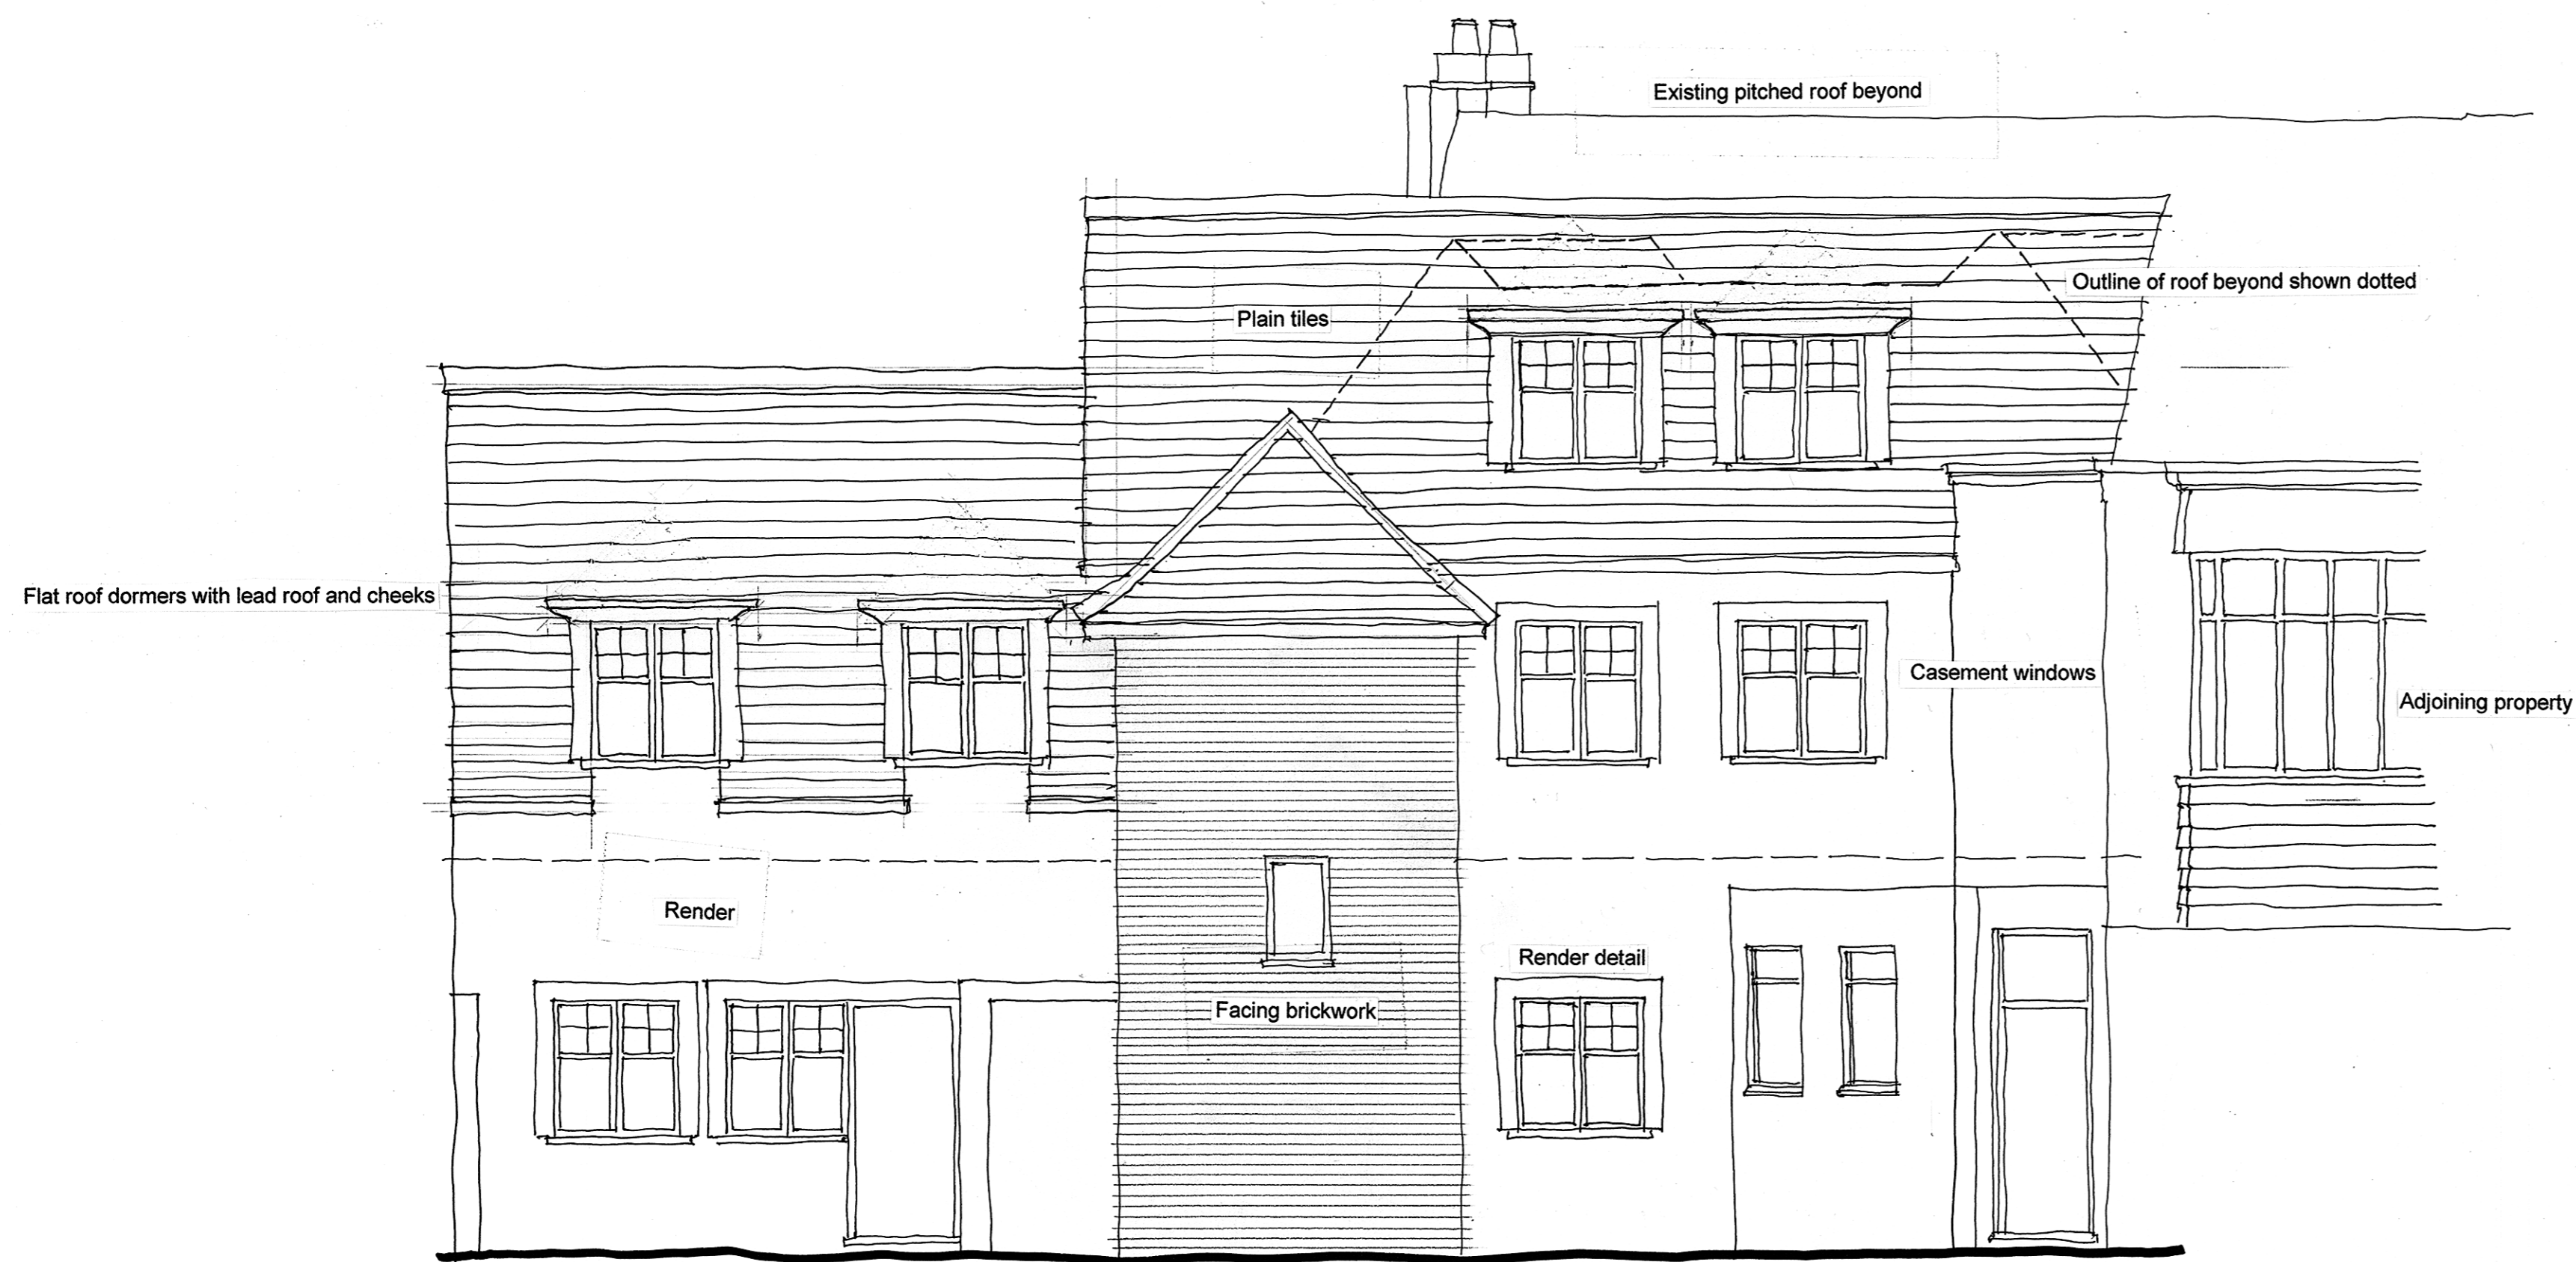 Existing pitched roof beyond
Outline of roof beyond shown dotted
Plain tiles
Flat roof dormers with lead roof and cheeks
Casement windows
Adjoining property
Render
Render detail
Facing brickwork